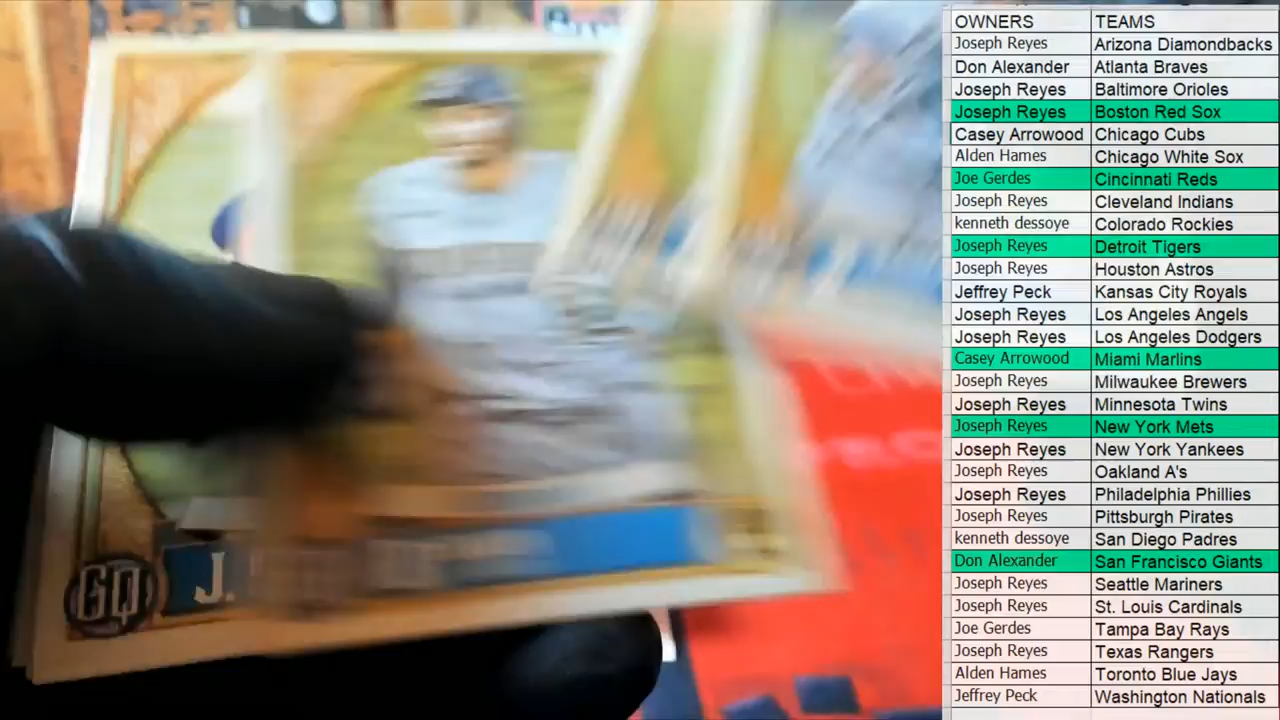 OWNERS TEAMS
Joseph Reyes Arizona Diamondbacks
Don Alexander Atlanta Braves
Joseph Reyes Baltimore Orioles
Joseph Reyes Boston Red Sox
Casey Arrowood Chicago Cubs
Alden Hames Chicago White Sox
Joe Gerdes Cincinnati Reds
Joseph Reyes Cleveland Indians
kenneth dessoye Colorado Rockies
Joseph Reyes Detroit Tigers
Joseph Reyes Houston Astros
Jeffrey Peck Kansas City Royals
Joseph Reyes Los Angeles Angels
Joseph Reyes Los Angeles Dodgers
Casey Arrowood Miami Marlins
Joseph Reyes Milwaukee Brewers
Joseph Reyes Minnesota Twins
Joseph Reyes New York Mets
Joseph Reyes New York Yankees
Joseph Reyes Oakland A's
Joseph Reyes Philadelphia Phillies
Joseph Reyes Pittsburgh Pirates
kenneth dessoye San Diego Padres
Don Alexander San Francisco Giants
Joseph Reyes Seattle Mariners
Joseph Reyes St. Louis Cardinals
Joe Gerdes Tampa Bay Rays
Joseph Reyes Texas Rangers
Alden Hames Toronto Blue Jays
Jeffrey Peck Washington Nationals
GQ J.